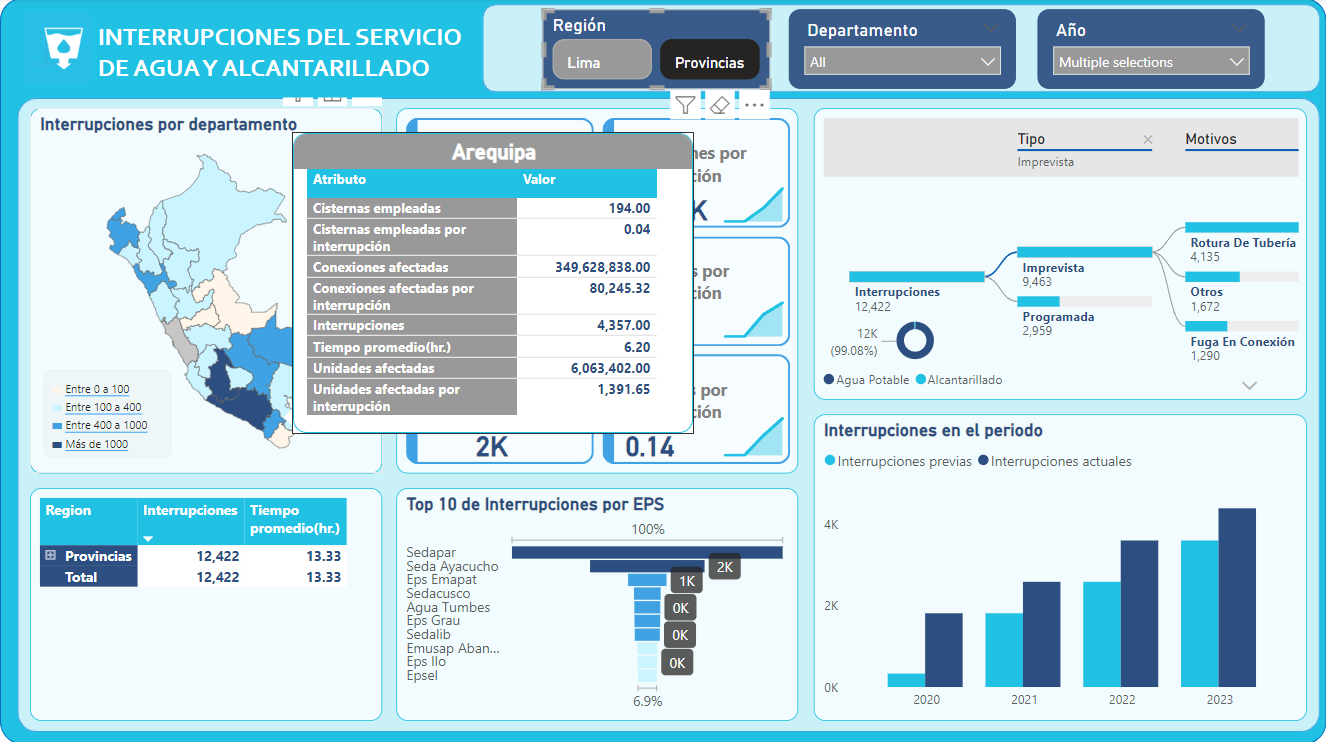 INTERRUPCIONES DEL SERVICIO
DE AGUA Y ALCANTARILLADO
Región
Lima
Provincias
Departamento
All
Año
Multiple selections
Interrupciones por departamento
Entre 0 a 100
Entre 100 a 400
Entre 400 a 1000
Más de 1000
Arequipa
Atributo Valor
Cisternas empleadas 194.00
Cisternas empleadas por 0.04
interrupción
Conexiones afectadas 349,628,838.00
Conexiones afectadas por 80,245.32
interrupción
Interrupciones 4,357.00
Tiempo promedio(hr.) 6.20
Unidades afectadas 6,063,402.00
Unidades afectadas por 1,391.65
interrupción
nes por
ción
K
s por
ción
por
ción
2K
0.14
Tipo
Imprevista
Motivos
Interrupciones
12,422
12K
(99.08%)
Agua Potable Alcantarillado
Imprevista
9,463
Programada
2,959
Rotura De Tubería
4,135
Otros
1,672
Fuga En Conexión
1,290
Region Interrupciones Tiempo
promedio(hr.)
Provincias 12,422 13.33
Total 12,422 13.33
Top 10 de Interrupciones por EPS
100%
Sedapar
Seda Ayacucho 2K
Eps Emapat 1K
Sedacusco
Agua Tumbes 0K
Eps Grau
Sedalib 0K
Emusap Aban...
Eps Ilo 0K
Epsel
6.9%
Interrupciones en el periodo
Interrupciones previas Interrupciones actuales
4K
2K
0K
2020 2021 2022 2023